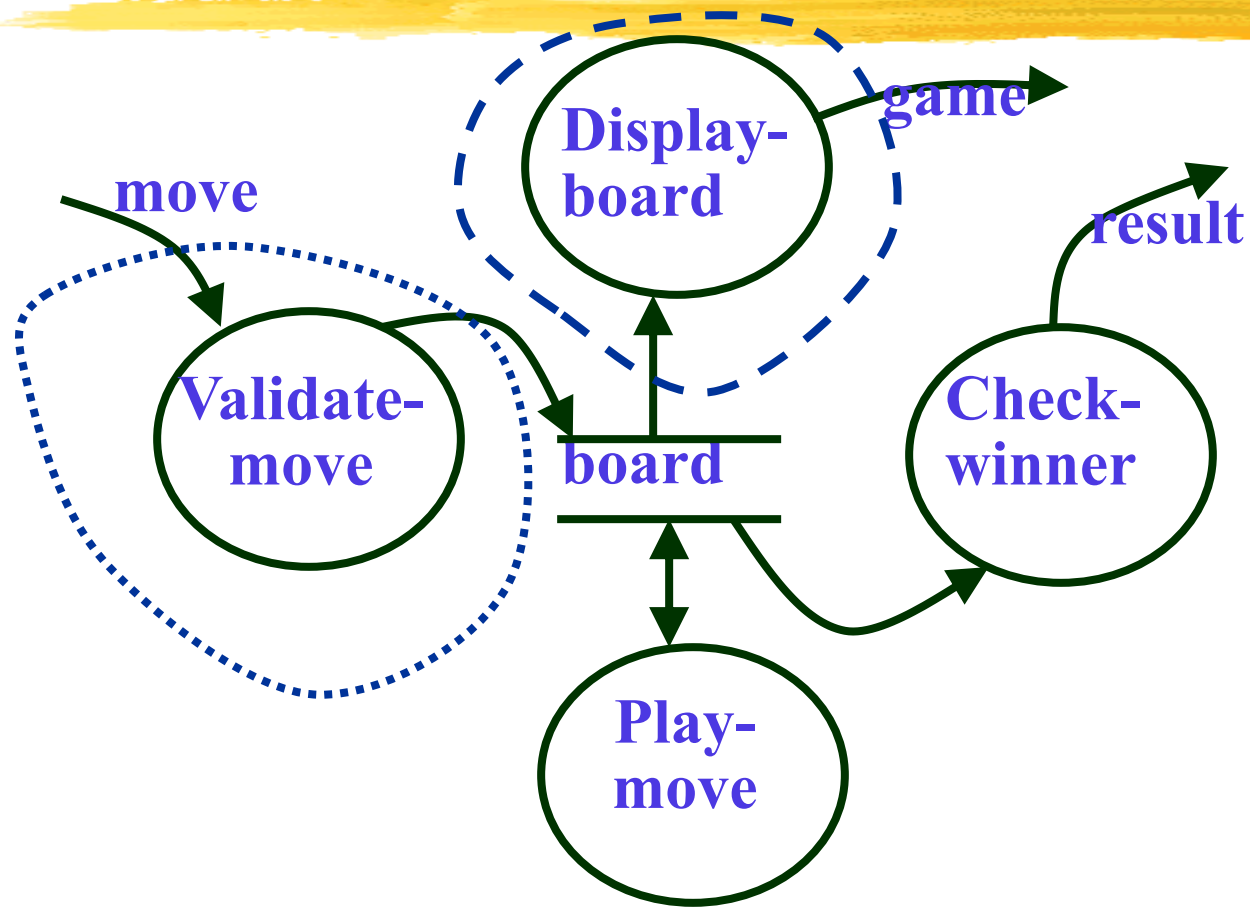 Display-
board
game
move
result
Validate-
move
board
Check-
winner
Play-
move